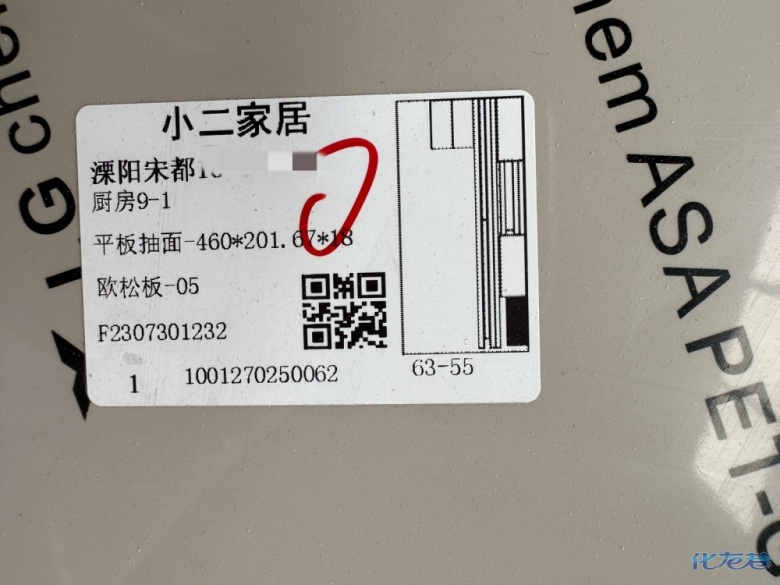 小二家居
溧阳宋都
厨房9-1
平板抽面-460*201.67*18
欧松板-05
F2307301232
1
1001270250062
63-55
hem ASA PET-G
LG chem
化龙巷